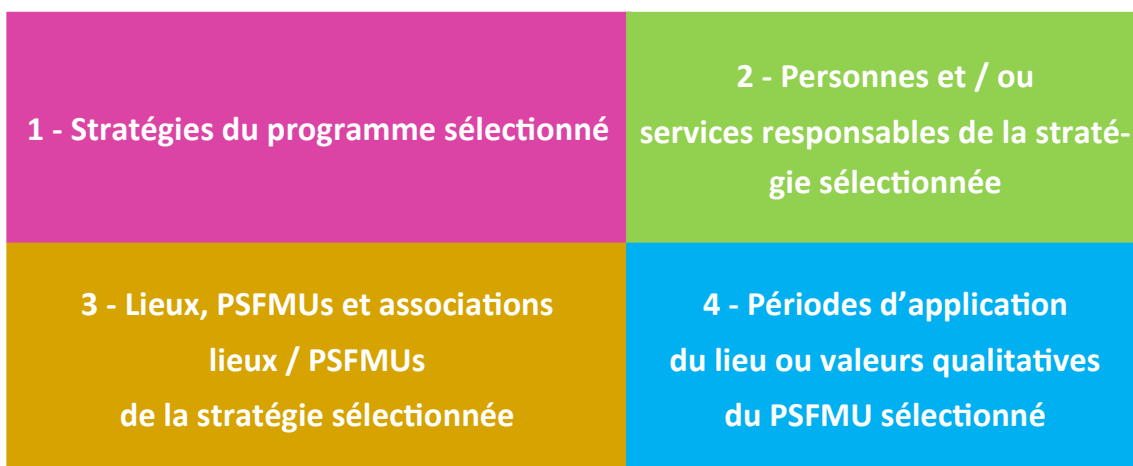 1 - Stratégies du programme sélectionné
2 - Personnes et / ou
services responsables de la straté-
gie sélectionnée
3 - Lieux, PSFMUs et associations
lieux / PSFMUs
de la stratégie sélectionnée
4 - Périodes d’application
du lieu ou valeurs qualitatives
du PSFMU sélectionné